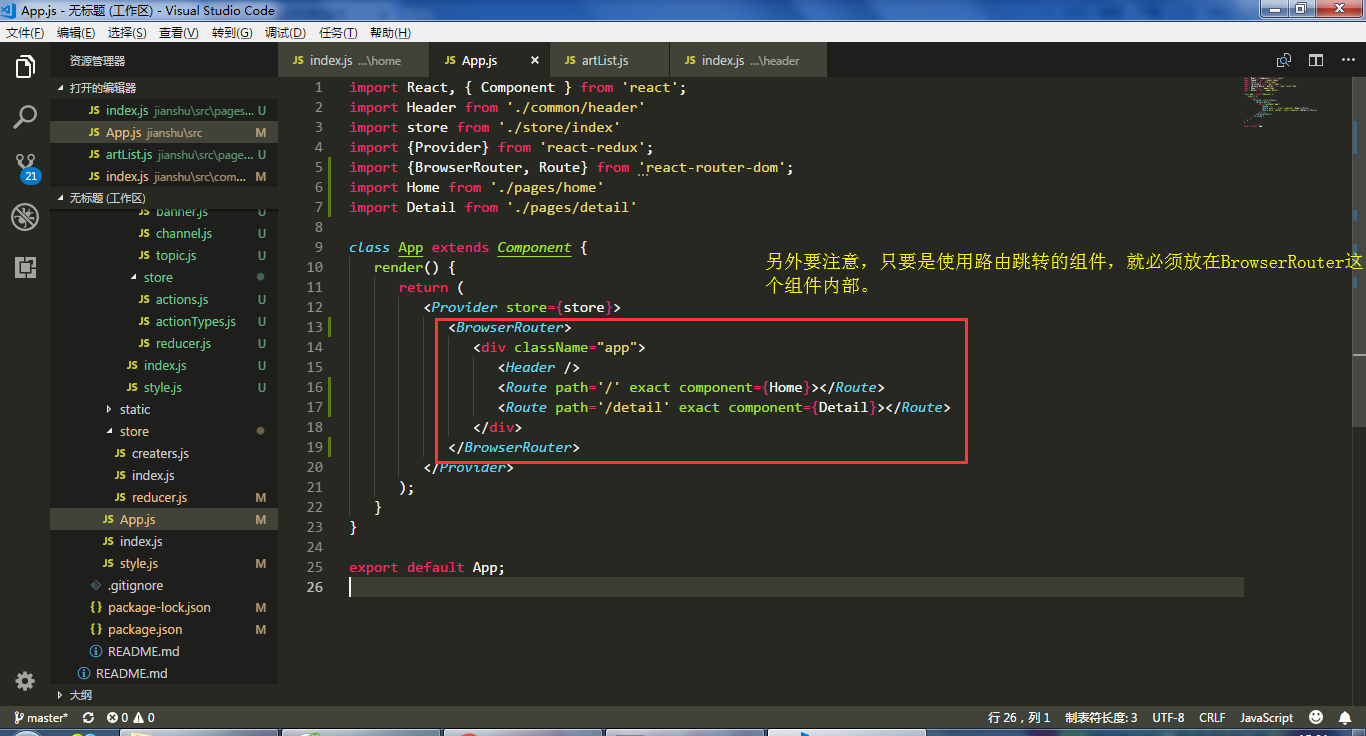 App.js - 无标题 (工作区) - Visual Studio Code
文件(F) 编辑(E) 选择(S) 查看(V) 转到(G) 调试(D) 任务(T) 帮助(H)
资源管理器
index.js ...\home
JS App.js ×
JS artList.js
JS index.js ...\header
打开的编辑器
JS index.js jianshu\src\pages... U
JS App.js jianshu\src M
JS artList.js jianshu\src\page... U
JS index.js jianshu\src\com... M
21
无标题 (工作区)
JS banner.js U
JS channel.js U
JS topic.js U
store
JS actions.js U
JS actionTypes.js U
JS reducer.js U
JS index.js U
JS style.js U
static
store
JS creaters.js
JS index.js
JS reducer.js M
JS App.js M
JS index.js
JS style.js M
.gitignore
{} package-lock.json M
{} package.json M
README.md
README.md
大纲
1 import React, { Component } from 'react';
2 import Header from './common/header'
3 import store from './store/index'
4 import {Provider} from 'react-redux';
5 import {BrowserRouter, Route} from 'react-router-dom';
6 import Home from './pages/home'
7 import Detail from './pages/detail'
8
9 class App extends Component {
10 render() {
11 return (
12 <Provider store={store}>
13 <BrowserRouter>
14 <div className="app">
15 <Header />
16 <Route path='/' exact component={Home}></Route>
17 <Route path='/detail' exact component={Detail}></Route>
18 </div>
19 </BrowserRouter>
20 </Provider>
21 );
22 }
23 }
24
25 export default App;
26
另外要注意，只要是使用路由跳转的组件，就必须放在BrowserRouter这
个组件内部。
master* 0 0 行 26，列 1 制表符长度: 3 UTF-8 CRLF JavaScript